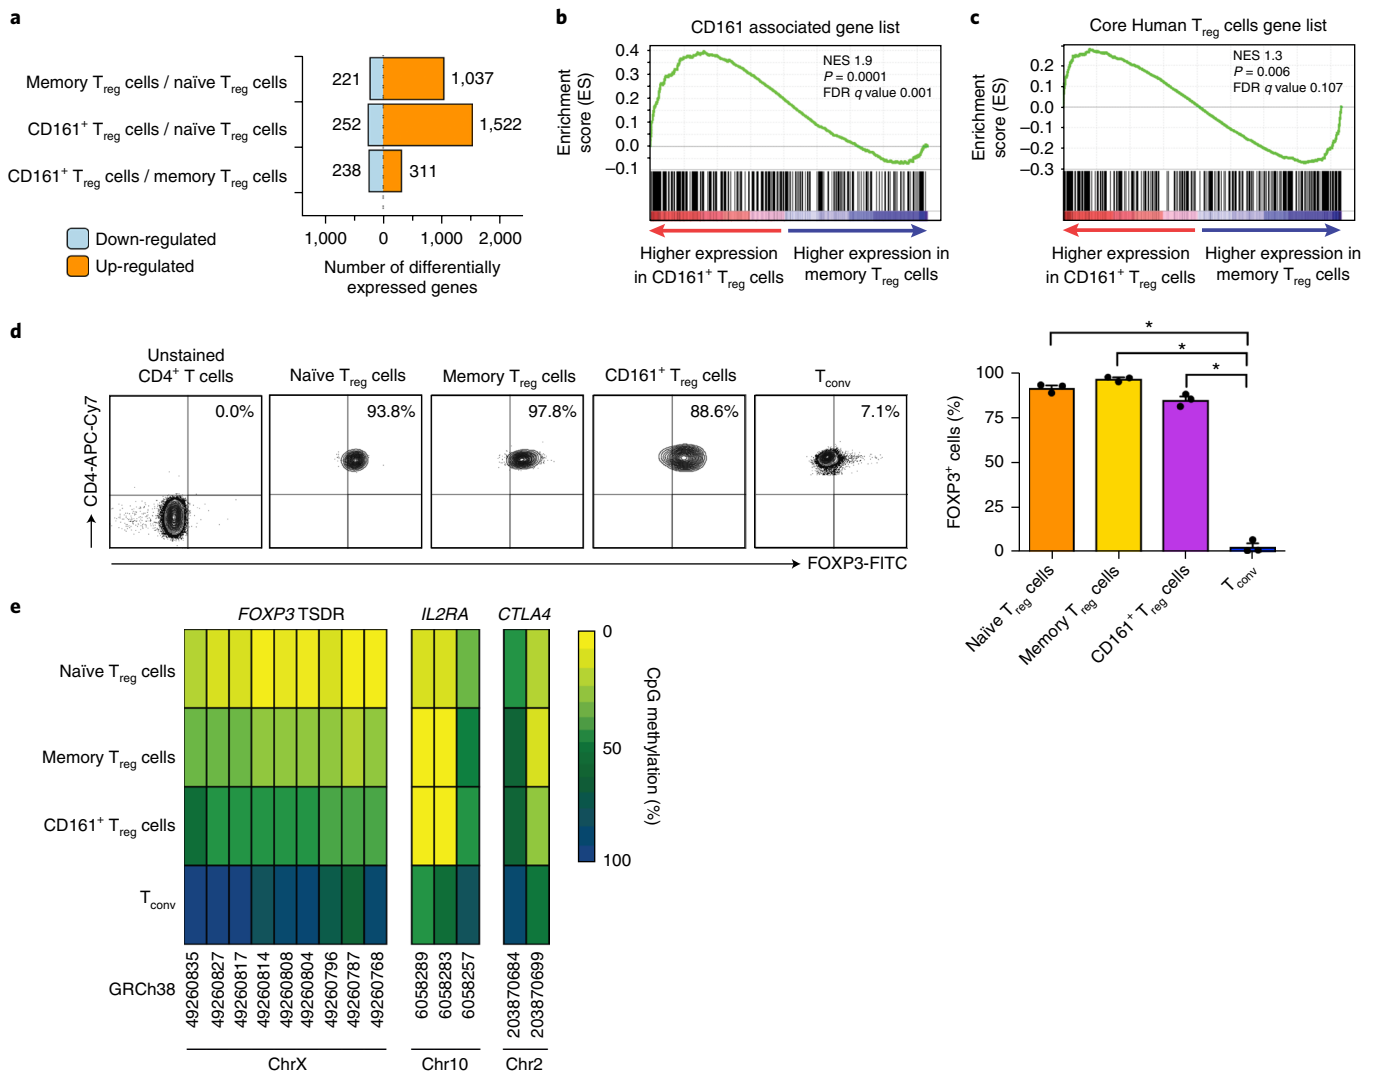 a
Memory Treg cells / naïve Treg cells
221
1,037
CD161+ Treg cells / naïve Treg cells
252
1,522
CD161+ Treg cells / memory Treg cells
238
311
1,000
0
1,000
2,000
Number of differentially
expressed genes
Down-regulated
Up-regulated
b
CD161 associated gene list
Enrichment
score (ES)
0.4
0.3
0.2
0.1
0.0
–0.1
NES 1.9
P = 0.0001
FDR q value 0.001
Higher expression
in CD161+ Treg cells
Higher expression in
memory Treg cells
c
Core Human Treg cells gene list
Enrichment
score (ES)
0.2
0.1
0.0
–0.1
–0.2
–0.3
NES 1.3
P = 0.006
FDR q value 0.107
Higher expression
in CD161+ Treg cells
Higher expression in
memory Treg cells
d
Unstained
CD4+ T cells
Naïve Treg cells
Memory Treg cells
CD161+ Treg cells
Tconv
0.0%
93.8%
97.8%
88.6%
7.1%
CD4-APC-Cy7
FOXP3-FITC
*
*
*
FOXP3+ cells (%)
100
75
50
25
0
Naïve Treg cells
Memory Treg cells
CD161+ Treg cells
Tconv
e
FOXP3 TSDR
IL2RA
CTLA4
Naïve Treg cells
Memory Treg cells
CD161+ Treg cells
Tconv
0
50
100
CpG methylation (%)
GRCh38
49260835
49260827
49260817
49260814
49260808
49260804
49260796
49260787
49260768
6058289
6058283
6058257
203870684
203870699
ChrX
Chr10
Chr2